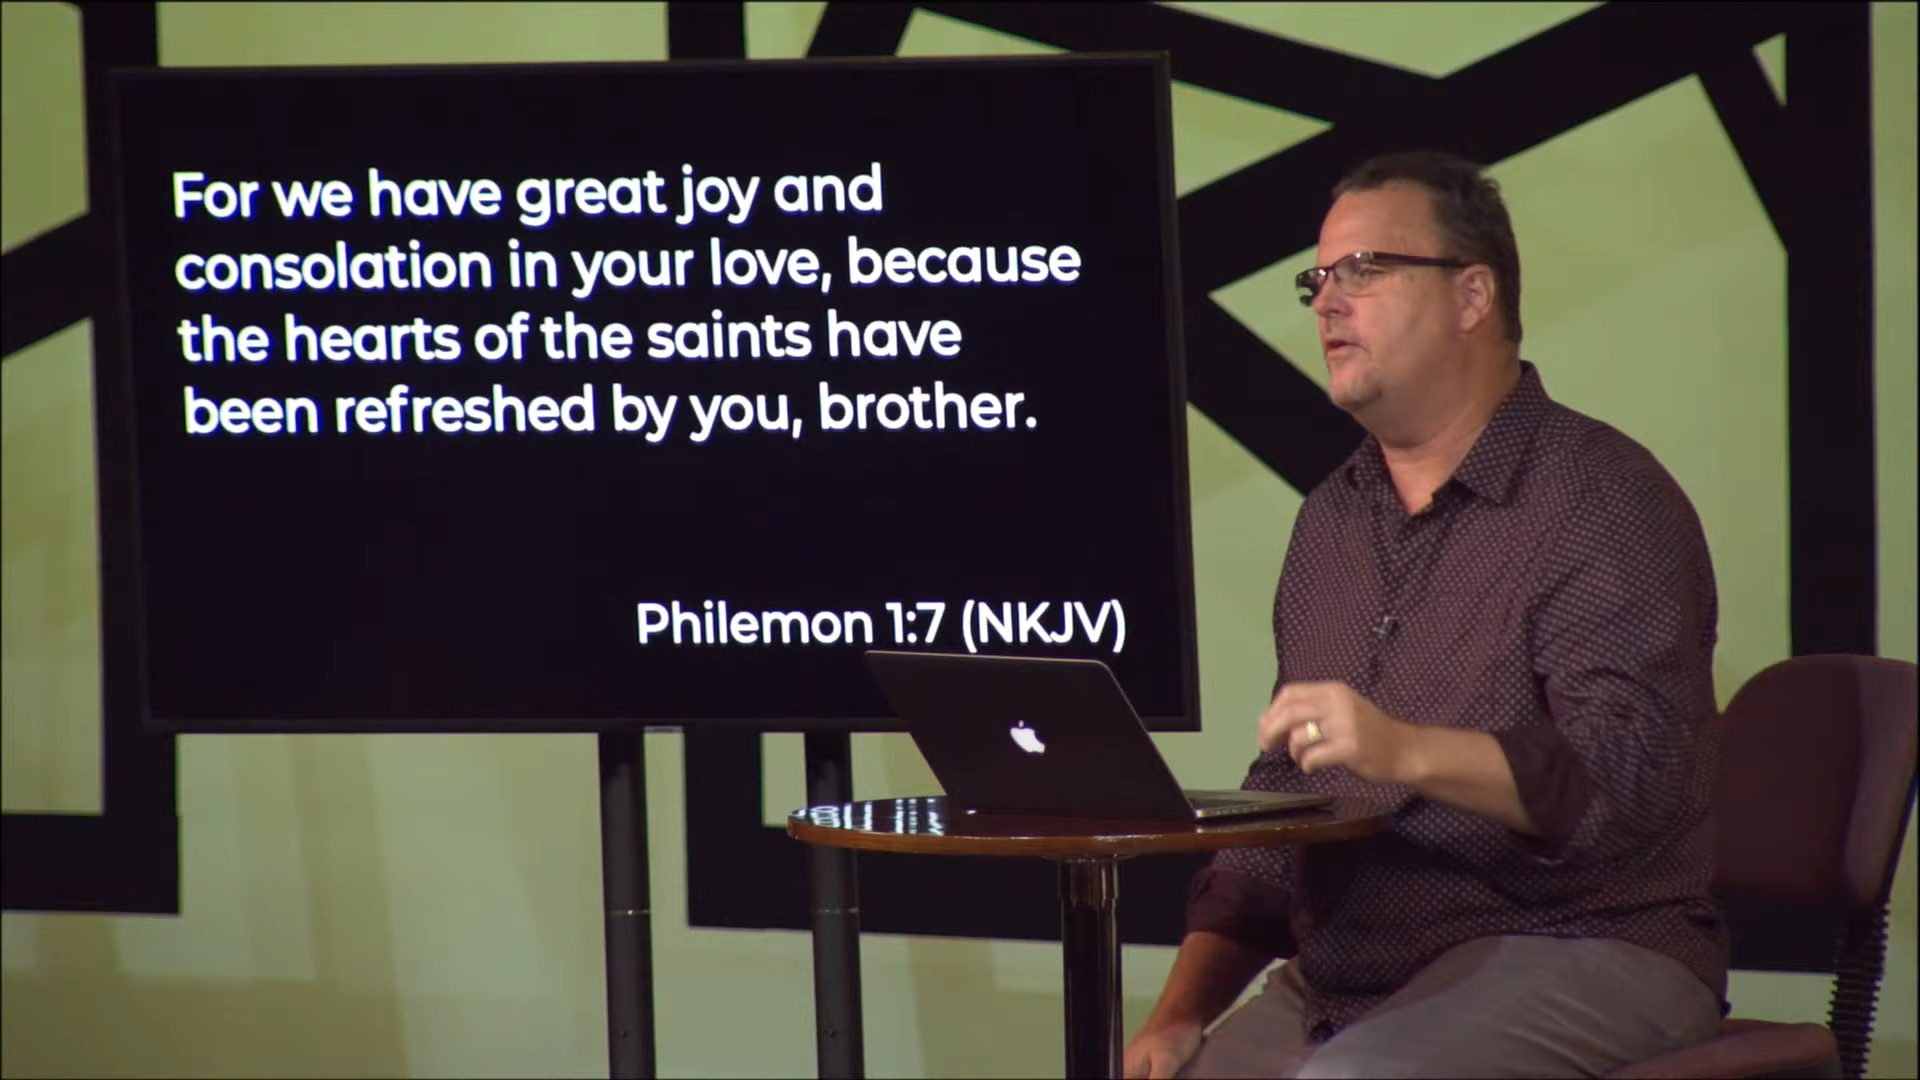 For we have great joy and
consolation in your love, because
the hearts of the saints have
been refreshed by you, brother.
Philemon 1:7 (NKJV)